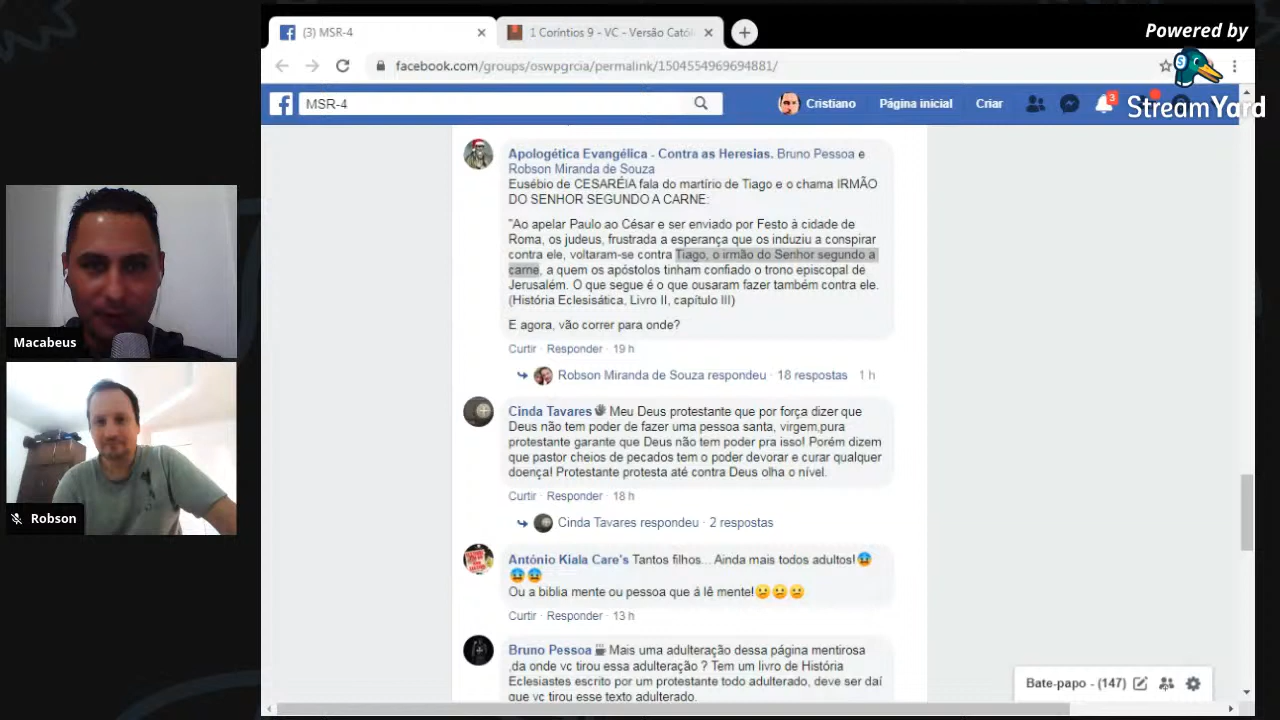 (3) MSR-4
1 Coríntios 9 - VC - Versão Catól
Powered by
StreamYard
facebook.com/groups/oswpgrcia/permalink/1504554969694881/
MSR-4
Cristiano
Página inicial
Criar
3
Apologética Evangélica - Contra as Heresias. Bruno Pessoa e
Robson Miranda de Souza
Eusébio de CESARÉIA fala do martírio de Tiago e o chama IRMÃO
DO SENHOR SEGUNDO A CARNE:
"Ao apelar Paulo ao César e ser enviado por Festo à cidade de
Roma, os judeus, frustrada a esperança que os induziu a conspirar
contra ele, voltaram-se contra Tiago, o irmão do Senhor segundo a
carne, a quem os apóstolos tinham confiado o trono episcopal de
Jerusalém. O que segue é o que ousaram fazer também contra ele.
(História Eclesisática, Livro II, capítulo III)
E agora, vão correr para onde?
Curtir · Responder · 19 h
Robson Miranda de Souza respondeu · 18 respostas 1 h
Cinda Tavares Meu Deus protestante que por força dizer que
Deus não tem poder de fazer uma pessoa santa, virgem,pura
protestante garante que Deus não tem poder pra isso! Porém dizem
que pastor cheios de pecados tem o poder devorar e curar qualquer
doença! Protestante protesta até contra Deus olha o nível.
Curtir · Responder · 18 h
Cinda Tavares respondeu · 2 respostas
António Kiala Care's Tantos filhos... Ainda mais todos adultos!😰
😰😰
Ou a biblia mente ou pessoa que á lê mente!😕😕😕
Curtir · Responder · 13 h
Bruno Pessoa Mais uma adulteração dessa página mentirosa
,da onde vc tirou essa adulteração ? Tem um livro de História
Eclesiastes escrito por um protestante todo adulterado, deve ser daí
que vc tirou esse texto adulterado.
Bate-papo - (147)
Macabeus
Robson